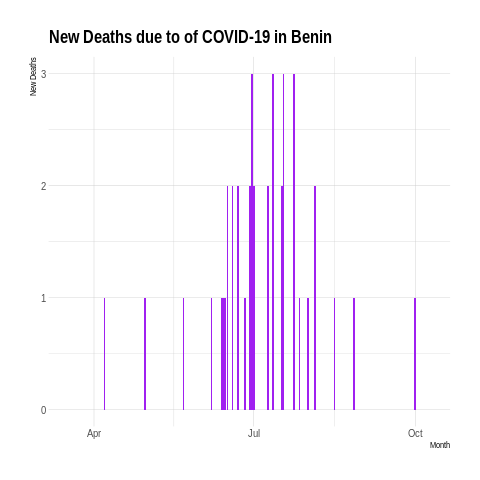 New Deaths due to of COVID-19 in Benin
New Deaths
3
2
1
0
Apr
Jul
Oct
Month